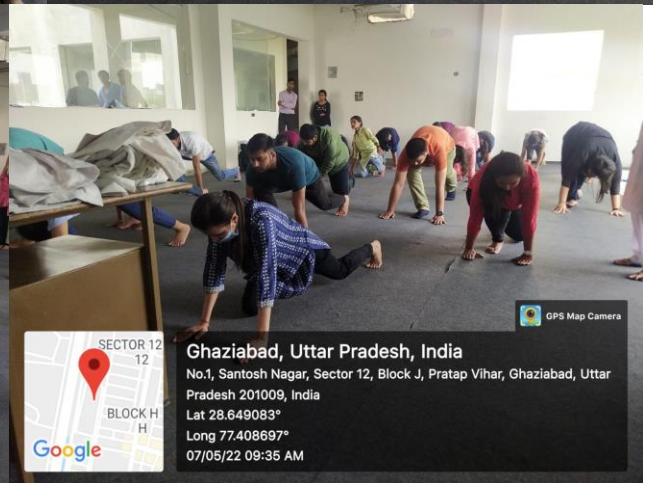 GPS Map Camera
SECTOR 12
12
BLOCK H
H
Google
Ghaziabad, Uttar Pradesh, India
No.1, Santosh Nagar, Sector 12, Block J, Pratap Vihar, Ghaziabad, Uttar
Pradesh 201009, India
Lat 28.649083°
Long 77.408697°
07/05/22 09:35 AM